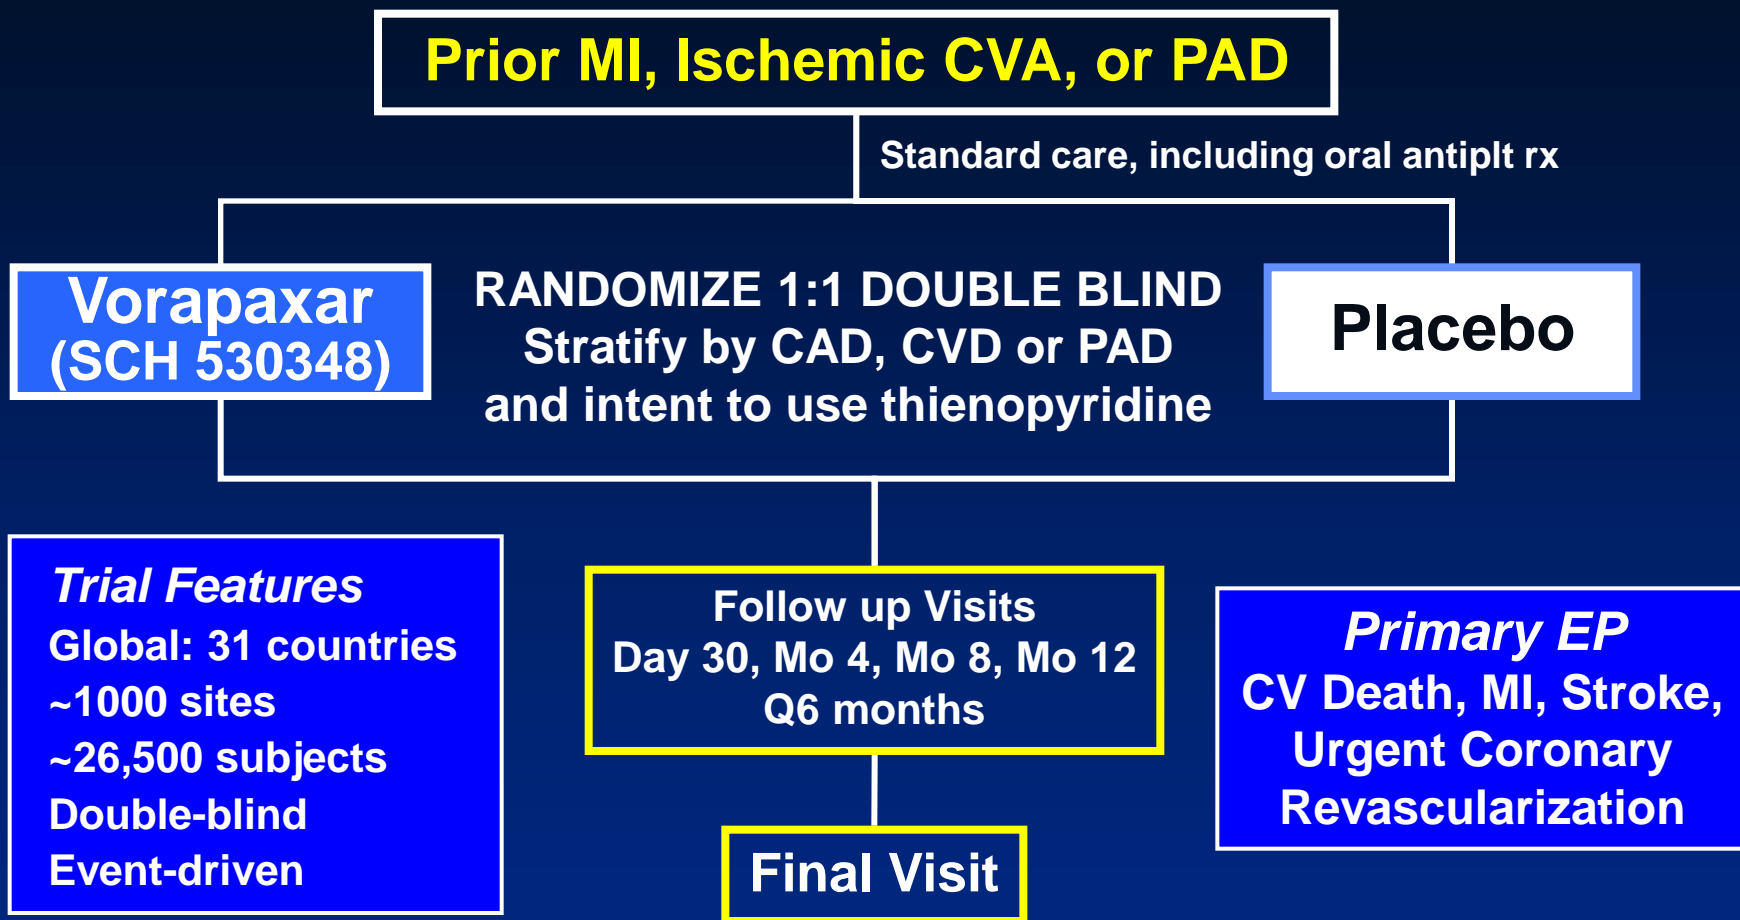 Prior MI, Ischemic CVA, or PAD
Standard care, including oral antiplt rx
Vorapaxar
(SCH 530348)
RANDOMIZE 1:1 DOUBLE BLIND
Stratify by CAD, CVD or PAD
and intent to use thienopyridine
Placebo
Trial Features
Global: 31 countries
~1000 sites
~26,500 subjects
Double-blind
Event-driven
Follow up Visits
Day 30, Mo 4, Mo 8, Mo 12
Q6 months
Final Visit
Primary EP
CV Death, MI, Stroke,
Urgent Coronary
Revascularization